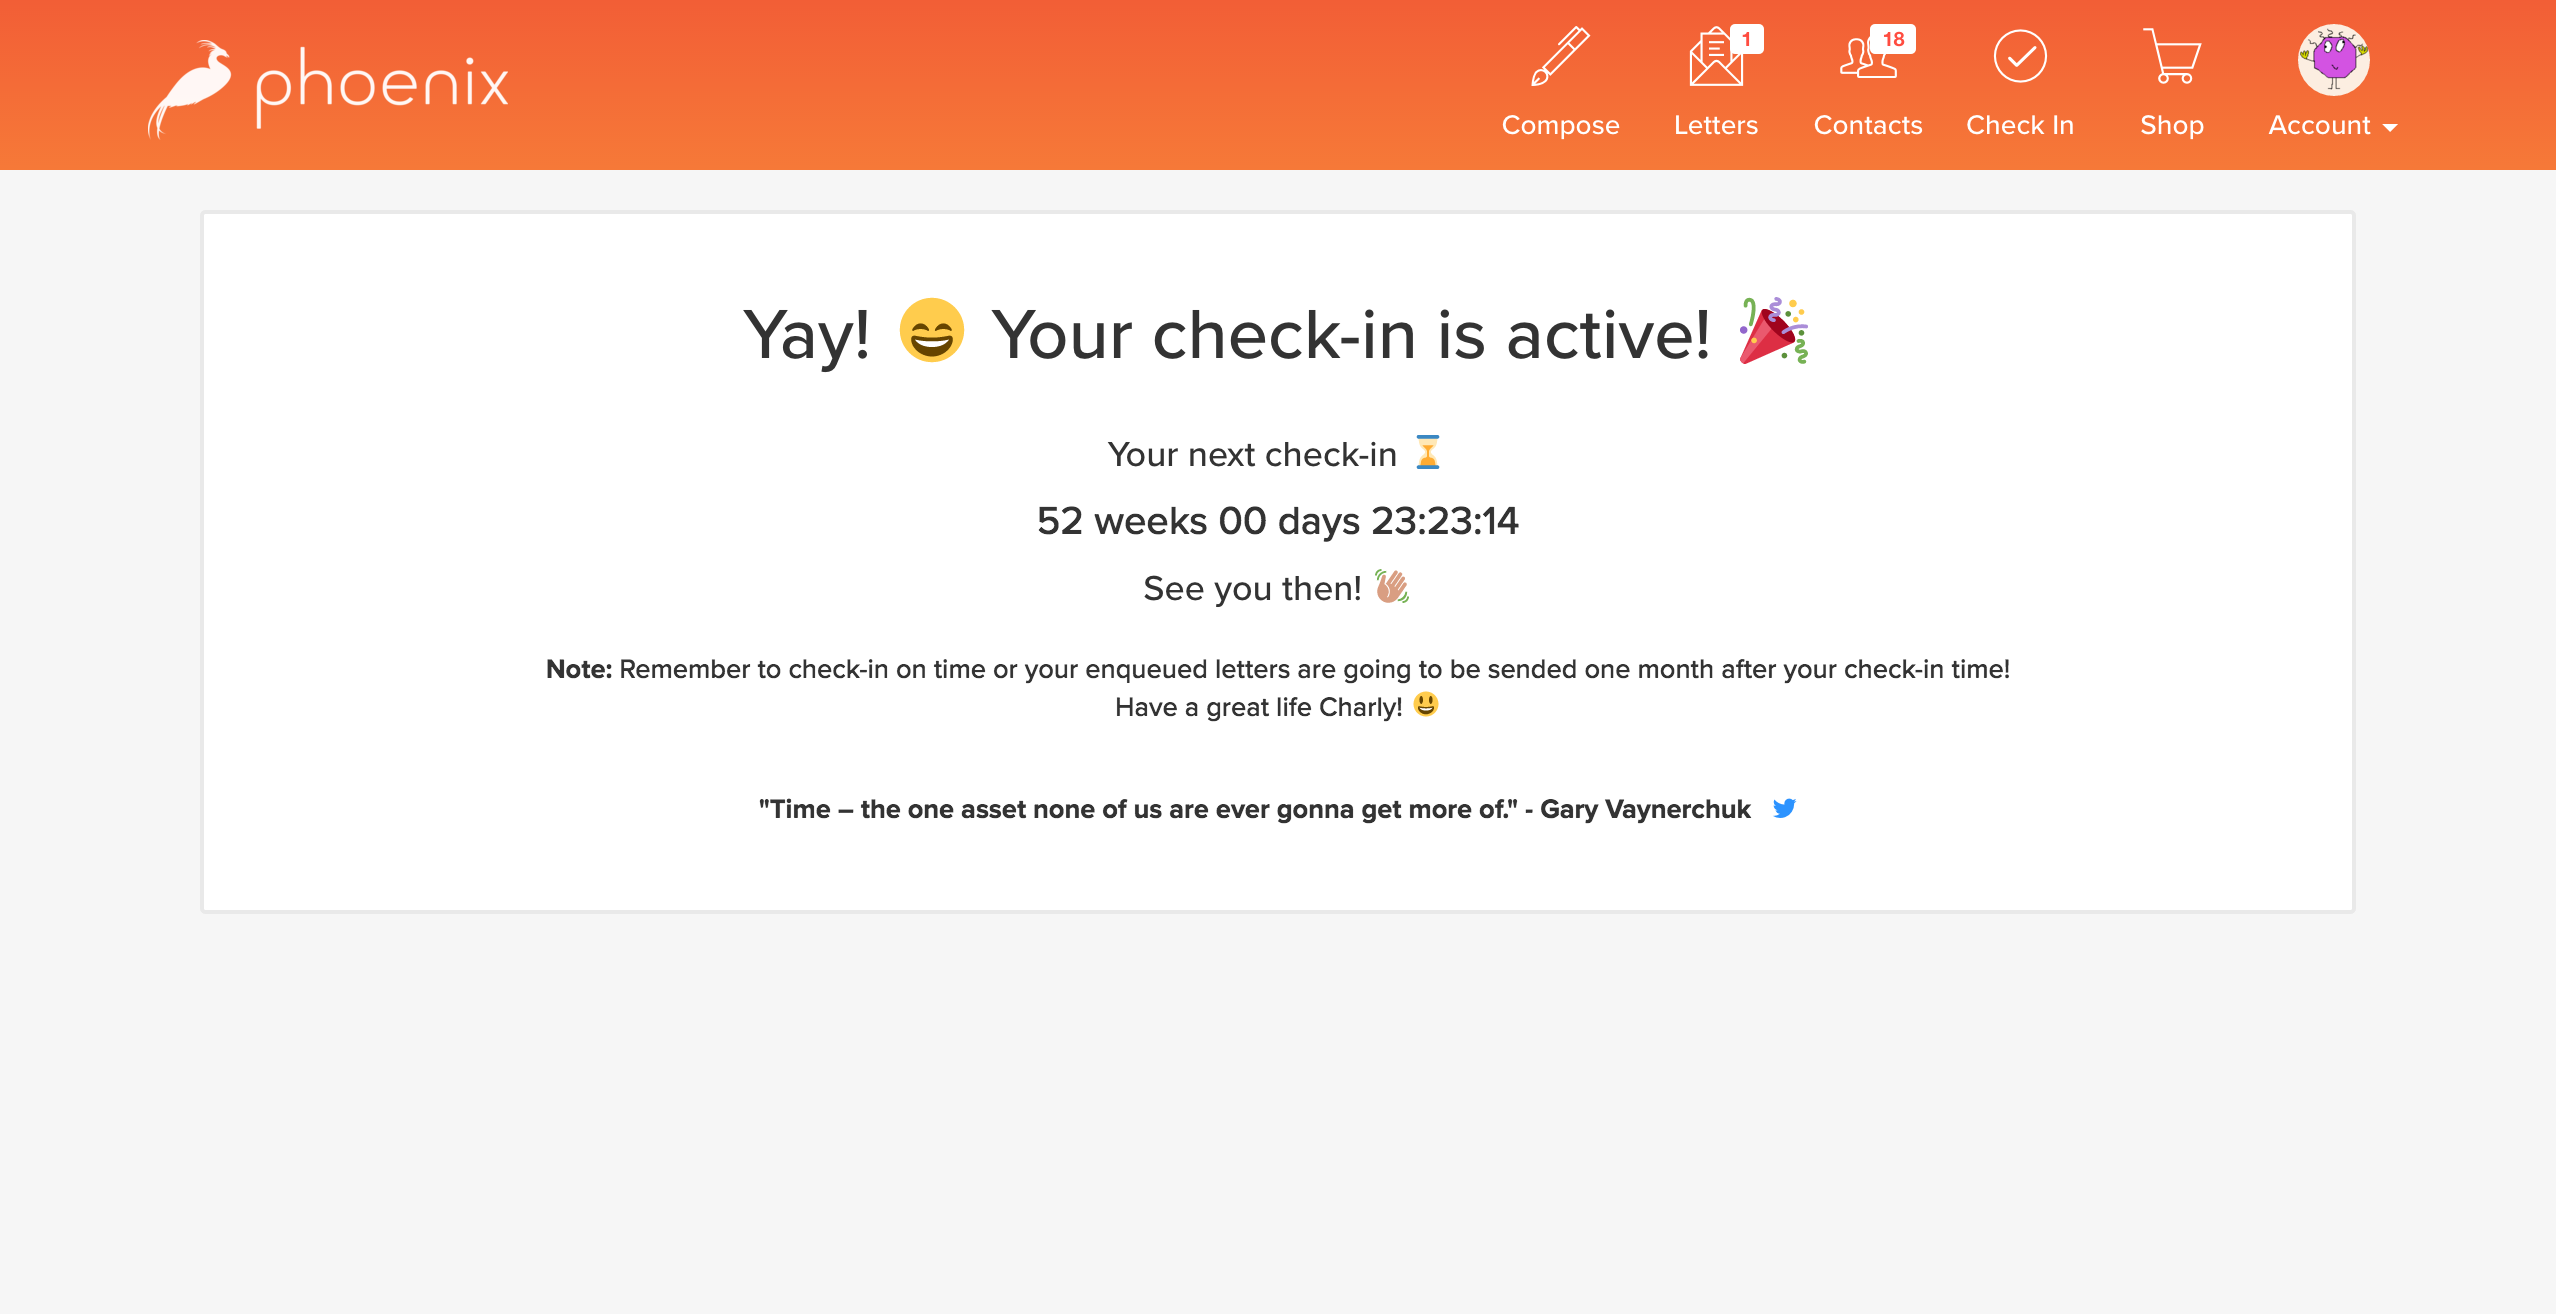 phoenix
1
18
Compose
Letters
Contacts
Check In
Shop
Account
Yay! 😄 Your check-in is active! 🎉
Your next check-in ⏳
52 weeks 00 days 23:23:14
See you then! 👋🏽
Note: Remember to check-in on time or your enqueued letters are going to be sended one month after your check-in time!
Have a great life Charly! 😃
"Time – the one asset none of us are ever gonna get more of." - Gary Vaynerchuk